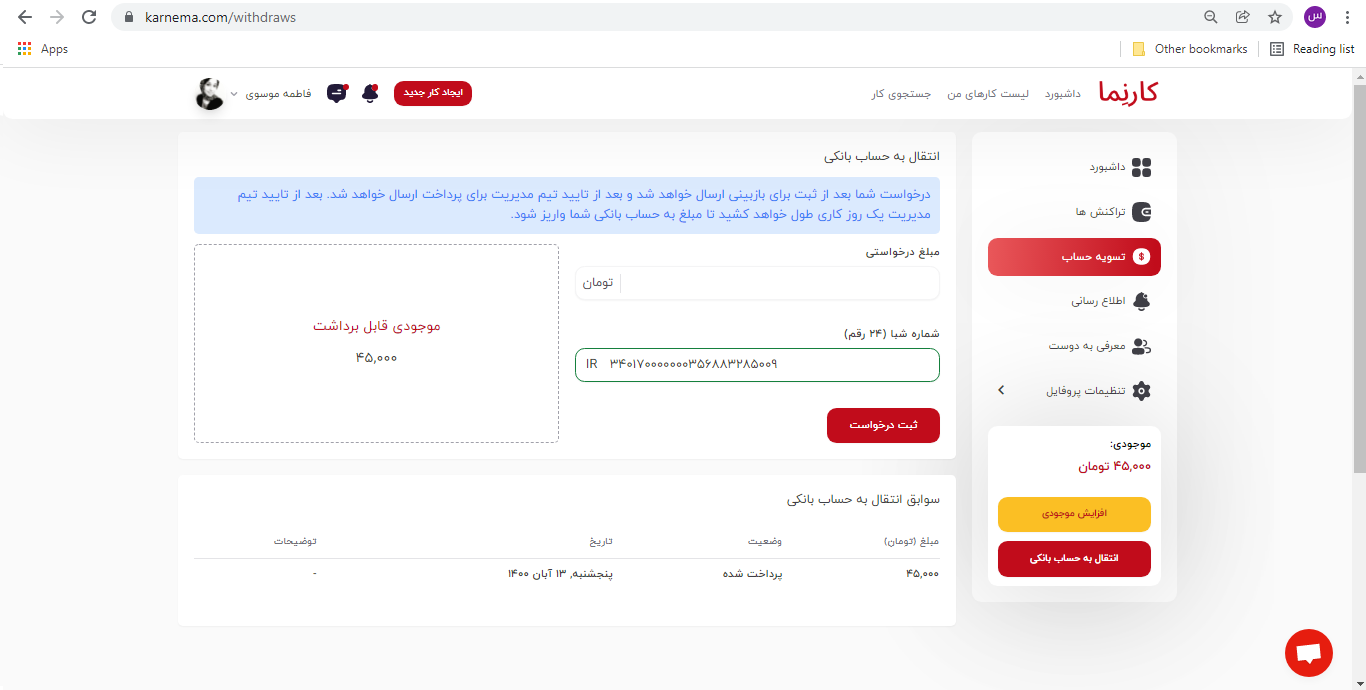 karnema.com/withdraws
س
Apps
Other bookmarks
Reading list
کارنِما
داشبورد
لیست کارهای من
جستجوی کار
ایجاد کار جدید
فاطمه موسوی
داشبورد
تراکنش ها
تسویه حساب
اطلاع رسانی
معرفی به دوست
تنظیمات پروفایل
موجودی:
۴۵,۰۰۰ تومان
افزایش موجودی
انتقال به حساب بانکی
انتقال به حساب بانکی
درخواست شما بعد از ثبت برای بازبینی ارسال خواهد شد و بعد از تایید تیم مدیریت برای پرداخت ارسال خواهد شد. بعد از تایید تیم
مدیریت یک روز کاری طول خواهد کشید تا مبلغ به حساب بانکی شما واریز شود.
مبلغ درخواستی
تومان
شماره شبا (۲۴ رقم)
IR ۳۴۰۱۷۰۰۰۰۰۰۰۳۵۶۸۸۳۲۸۵۰۰۹
ثبت درخواست
موجودی قابل برداشت
۴۵,۰۰۰
سوابق انتقال به حساب بانکی
مبلغ (تومان) وضعیت تاریخ توضیحات
۴۵,۰۰۰ پرداخت شده پنجشنبه, ۱۳ آبان ۱۴۰۰ -